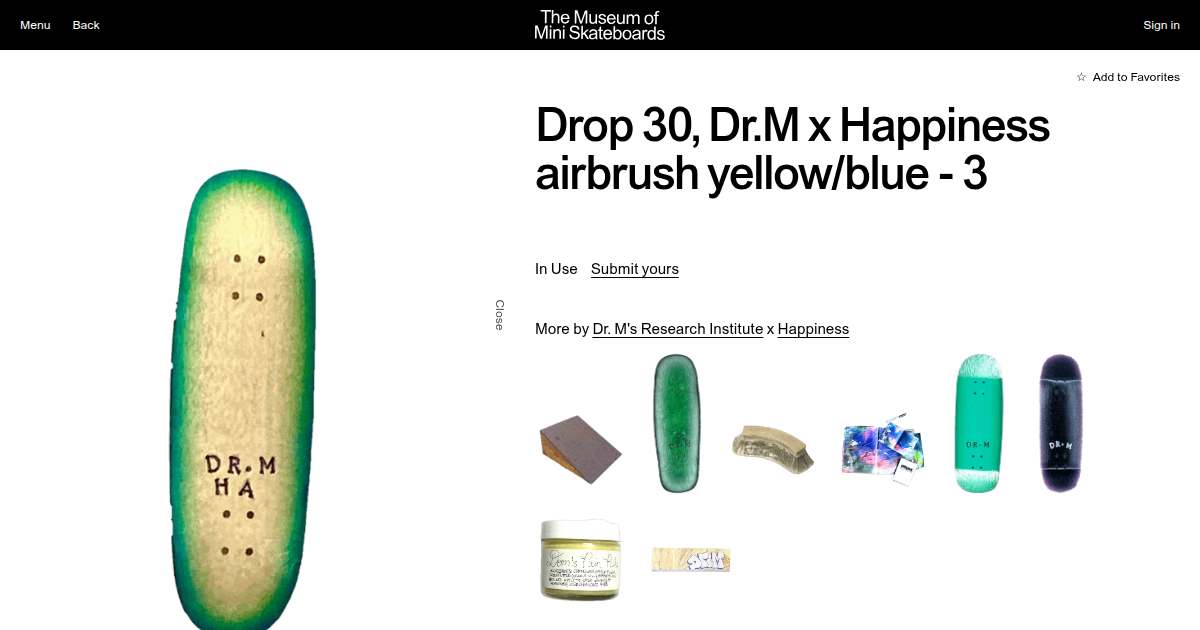 Menu
Back
The Museum of
Mini Skateboards
Sign in
☆ Add to Favorites
Drop 30, Dr.M x Happiness
airbrush yellow/blue - 3
In Use
Submit yours
Close
More by Dr. M's Research Institute x Happiness
DR.M
HA
DR.M
DR.M